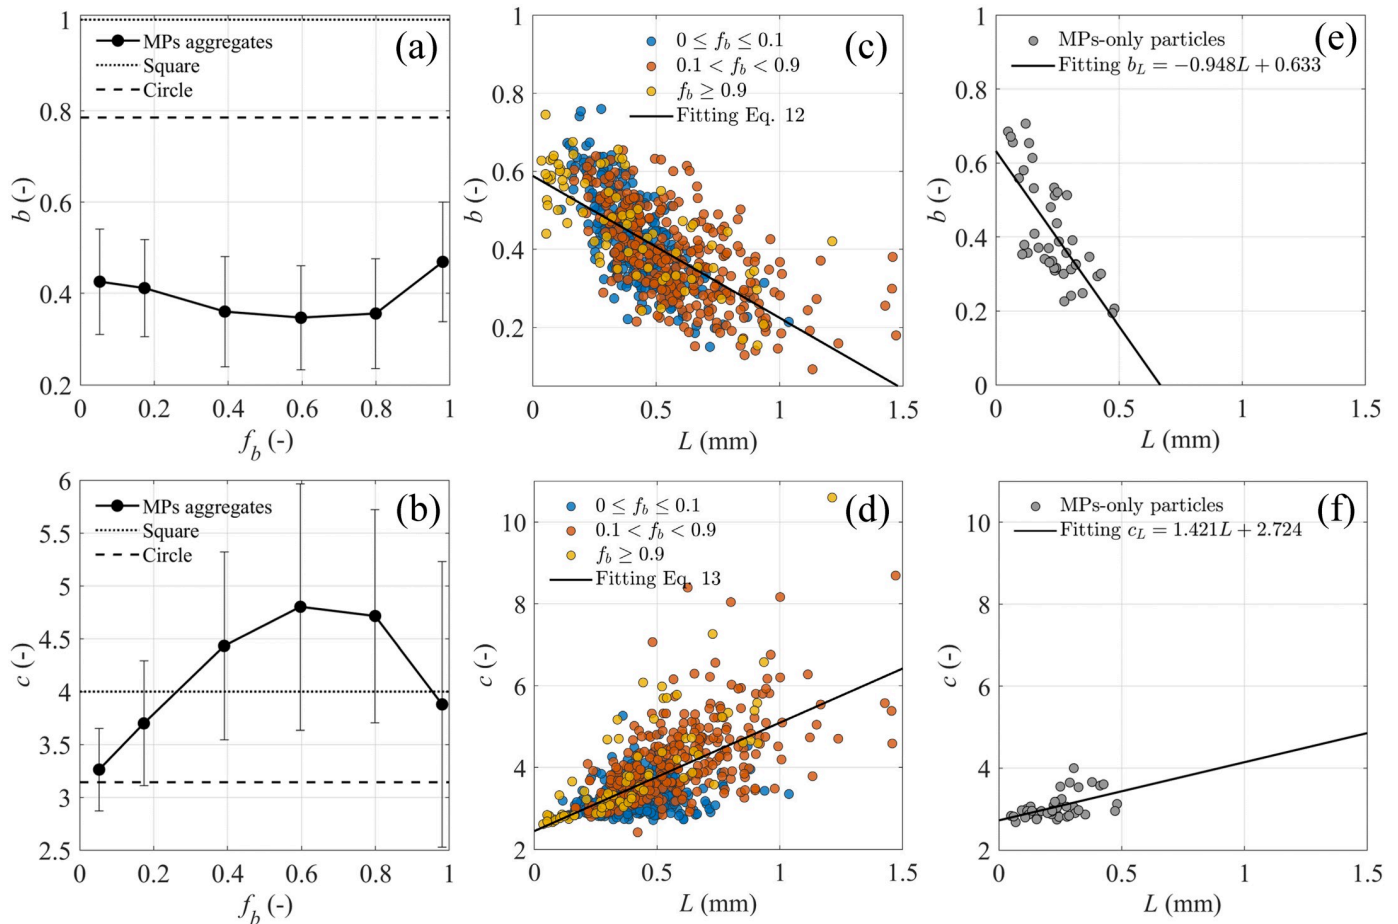 (a)
MPs aggregates
Square
Circle
1
0.8
0.6
0.4
0.2
b (-)
0
0.2
0.4
0.6
0.8
1
f_b (-)
(c)
0 ≤ f_b ≤ 0.1
0.1 < f_b < 0.9
f_b ≥ 0.9
Fitting Eq. 12
1
0.8
0.6
0.4
0.2
b (-)
0
0.5
1
1.5
L (mm)
(e)
MPs-only particles
Fitting b_L = −0.948L + 0.633
1
0.8
0.6
0.4
0.2
0
b (-)
0
0.5
1
1.5
L (mm)
(b)
MPs aggregates
Square
Circle
6
5.5
5
4.5
4
3.5
3
2.5
c (-)
0
0.2
0.4
0.6
0.8
1
f_b (-)
(d)
0 ≤ f_b ≤ 0.1
0.1 < f_b < 0.9
f_b ≥ 0.9
Fitting Eq. 13
10
8
6
4
2
c (-)
0
0.5
1
1.5
L (mm)
(f)
MPs-only particles
Fitting c_L = 1.421L + 2.724
10
8
6
4
2
c (-)
0
0.5
1
1.5
L (mm)